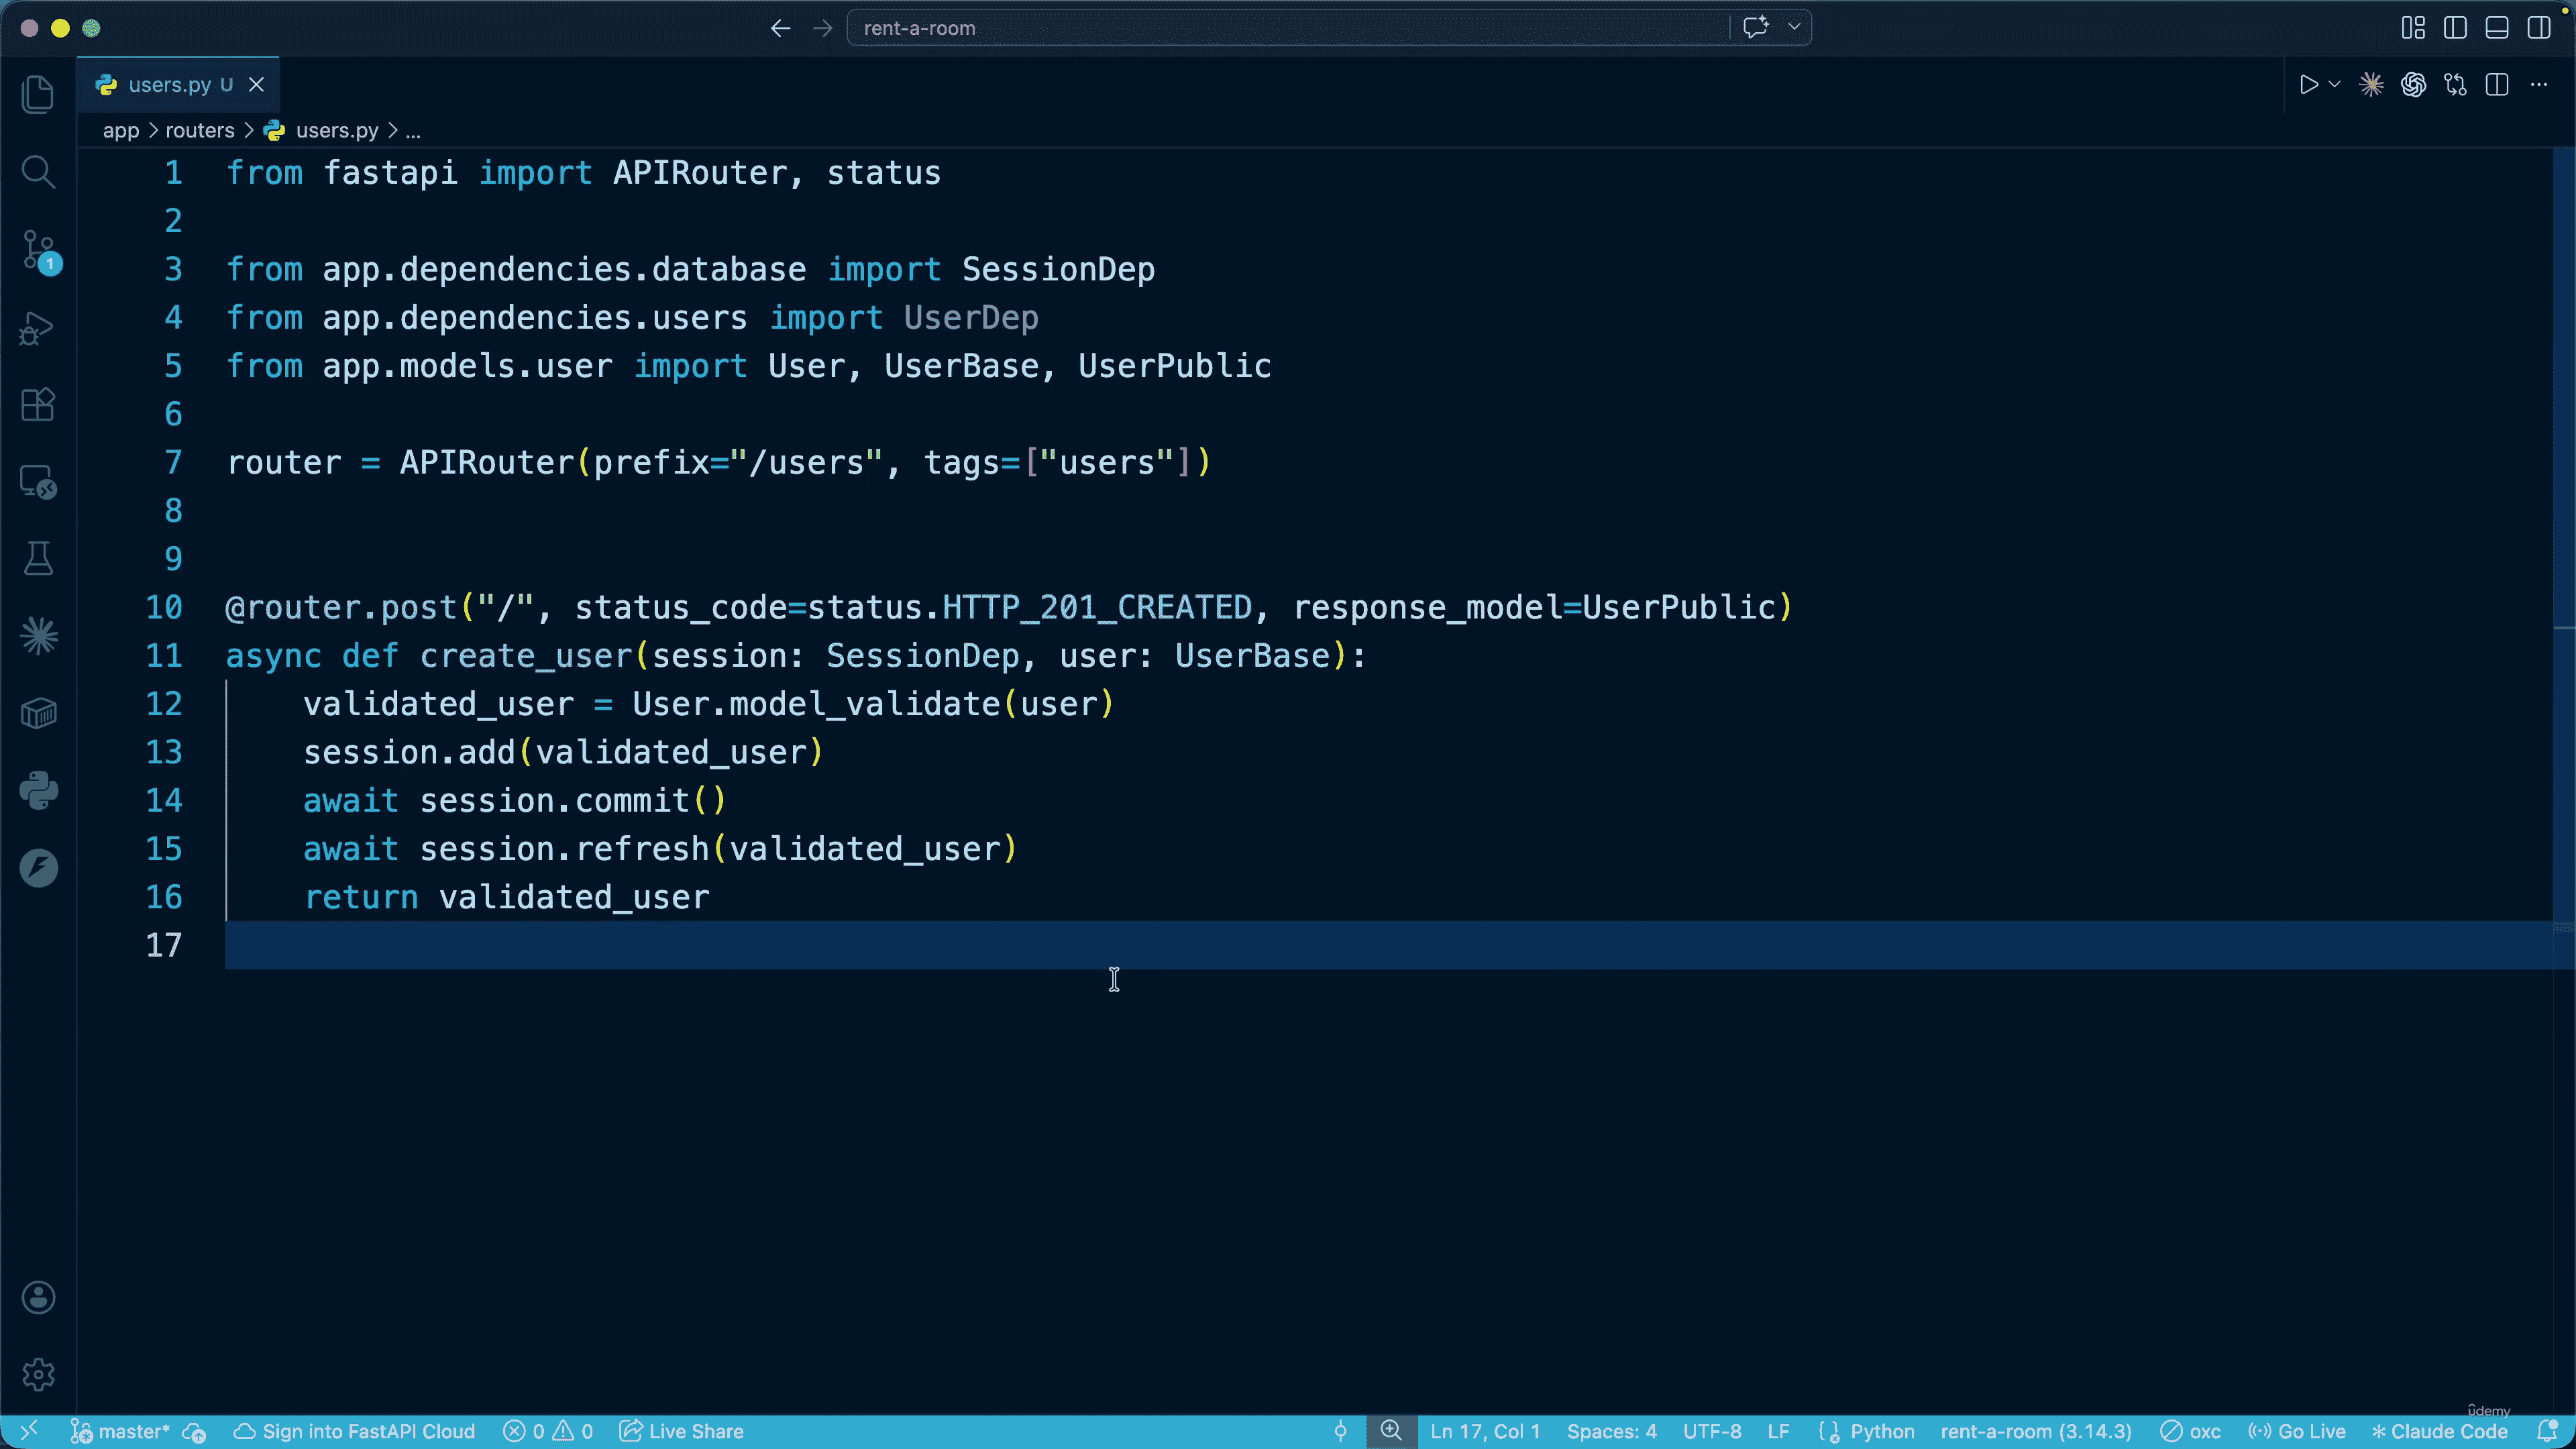 rent-a-room
users.py U
app > routers > users.py > ...
1 from fastapi import APIRouter, status
2
3 from app.dependencies.database import SessionDep
4 from app.dependencies.users import UserDep
5 from app.models.user import User, UserBase, UserPublic
6
7 router = APIRouter(prefix="/users", tags=["users"])
8
9
10 @router.post("/", status_code=status.HTTP_201_CREATED, response_model=UserPublic)
11 async def create_user(session: SessionDep, user: UserBase):
12     validated_user = User.model_validate(user)
13     session.add(validated_user)
14     await session.commit()
15     await session.refresh(validated_user)
16     return validated_user
17
1
udemy
master* Sign into FastAPI Cloud 0 0 Live Share Ln 17, Col 1 Spaces: 4 UTF-8 LF Python rent-a-room (3.14.3) oxc Go Live Claude Code